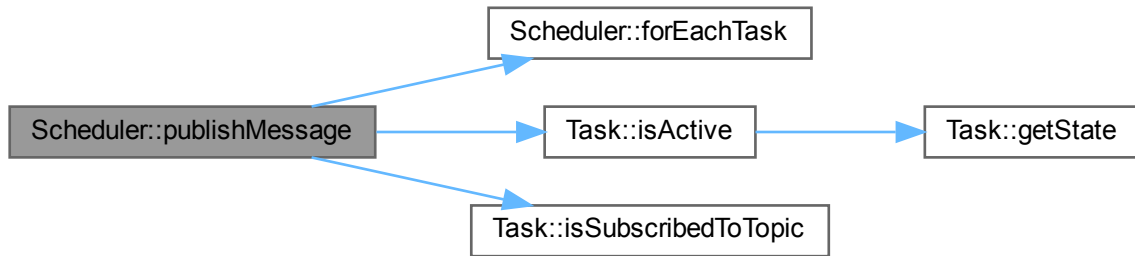 Scheduler::forEachTask
Scheduler::publishMessage
Task::isActive
Task::getState
Task::isSubscribedToTopic